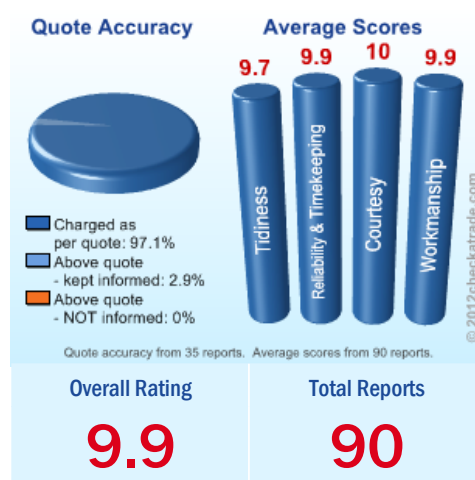 Quote Accuracy
Average Scores
9.7
9.9
10
9.9
Tidiness
Reliability & Timekeeping
Courtesy
Workmanship
Charged as
per quote: 97.1%
Above quote
- kept informed: 2.9%
Above quote
- NOT informed: 0%
© 2012checkatrade.com
Quote accuracy from 35 reports. Average scores from 90 reports.
Overall Rating
9.9
Total Reports
90